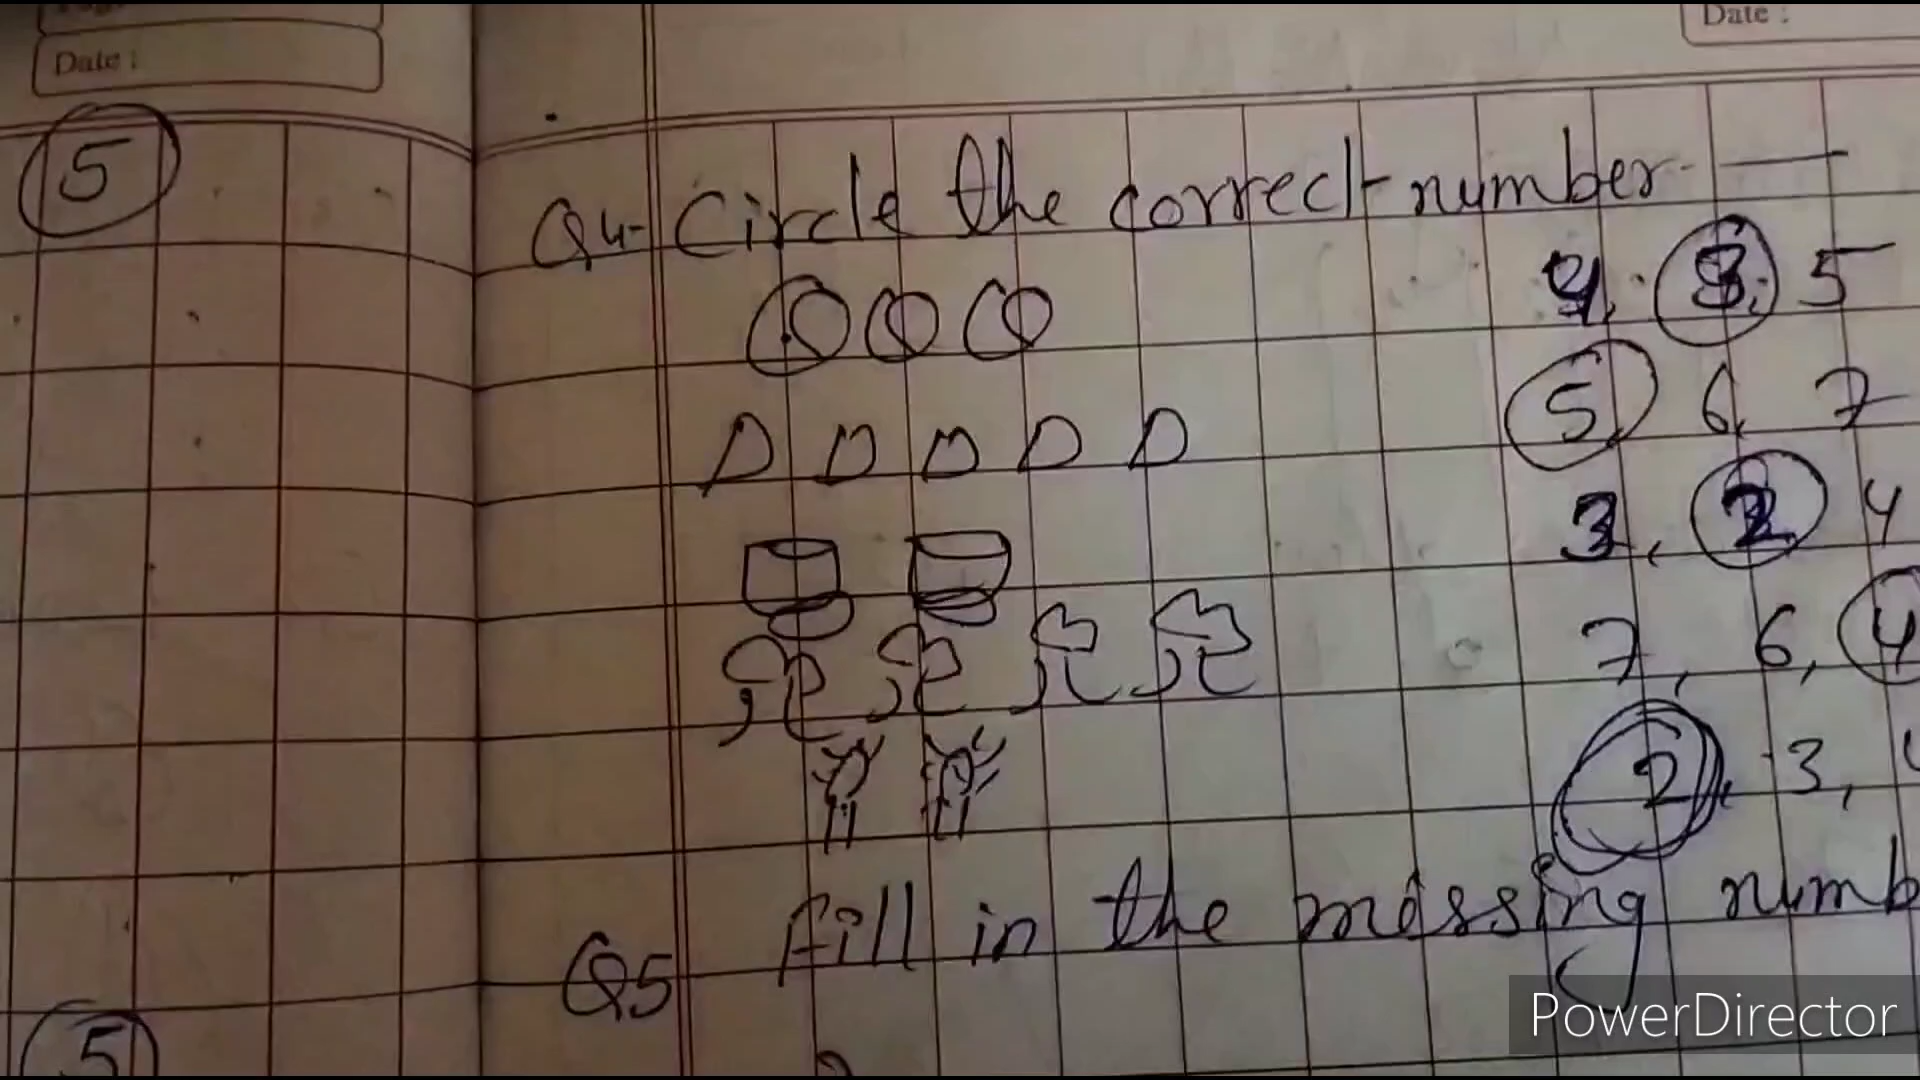 Date :
Date :
5
Q4- Circle the correct number
4, 3, 5
5, 6, 7
3, 2, 4
7, 6, 4
2, 3,
Q5 fill in the missing numb
5
PowerDirector